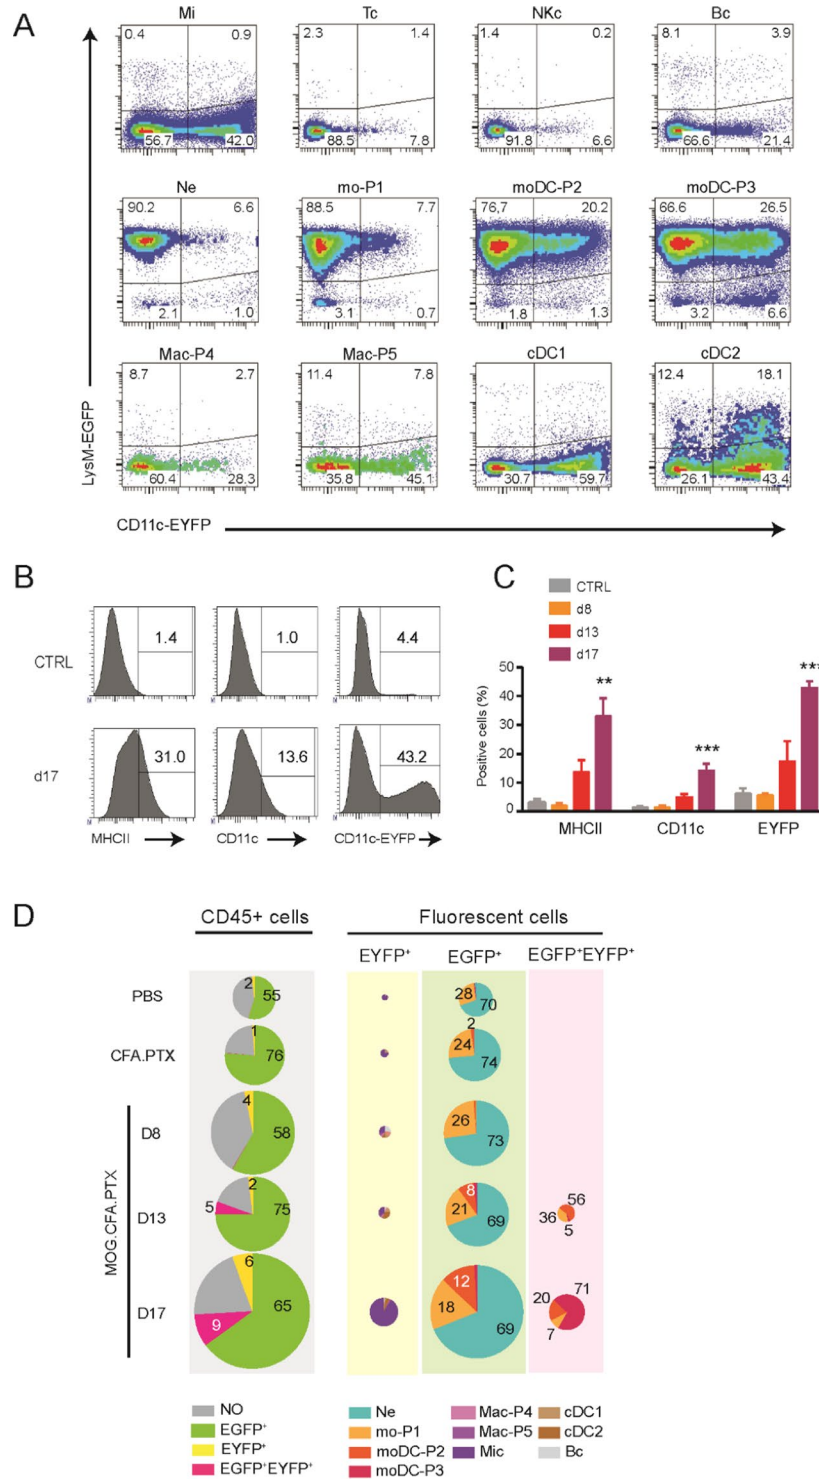 A
Mi Tc NKc Bc
0.4 0.9 2.3 1.4 1.4 0.2 8.1 3.9
56.7 42.0 88.5 7.8 91.8 6.6 66.6 21.4
Ne mo-P1 moDC-P2 moDC-P3
90.2 6.6 88.5 7.7 76,7 20.2 66.6 26.5
2.1 1.0 3.1 0.7 1.8 1.3 3.2 6.6
Mac-P4 Mac-P5 cDC1 cDC2
8.7 2.7 11.4 7.8 12.4 18.1
60.4 28.3 35.8 45.1 30.7 59.7 26.1 43.4
LysM-EGFP
CD11c-EYFP
B
CTRL
1.4 1.0 4.4
d17
31.0 13.6 43.2
MHCII CD11c CD11c-EYFP
C
CTRL
d8
d13
d17
Positive cells (%)
50
40
30
20
10
0
** *** ***
MHCII CD11c EYFP
D
CD45+ cells Fluorescent cells
EYFP+ EGFP+ EGFP+EYFP+
PBS 2 55 28 70
CFA.PTX 1 76 2 24 74
MOG.CFA.PTX
D8 4 58 26 73
D13 5 2 75 8 21 69 56 36 5
D17 6 65 9 12 18 69 71 20 7
NO
EGFP+
EYFP+
EGFP+EYFP+
Ne Mac-P4 cDC1
mo-P1 Mac-P5 cDC2
moDC-P2 Mic Bc
moDC-P3